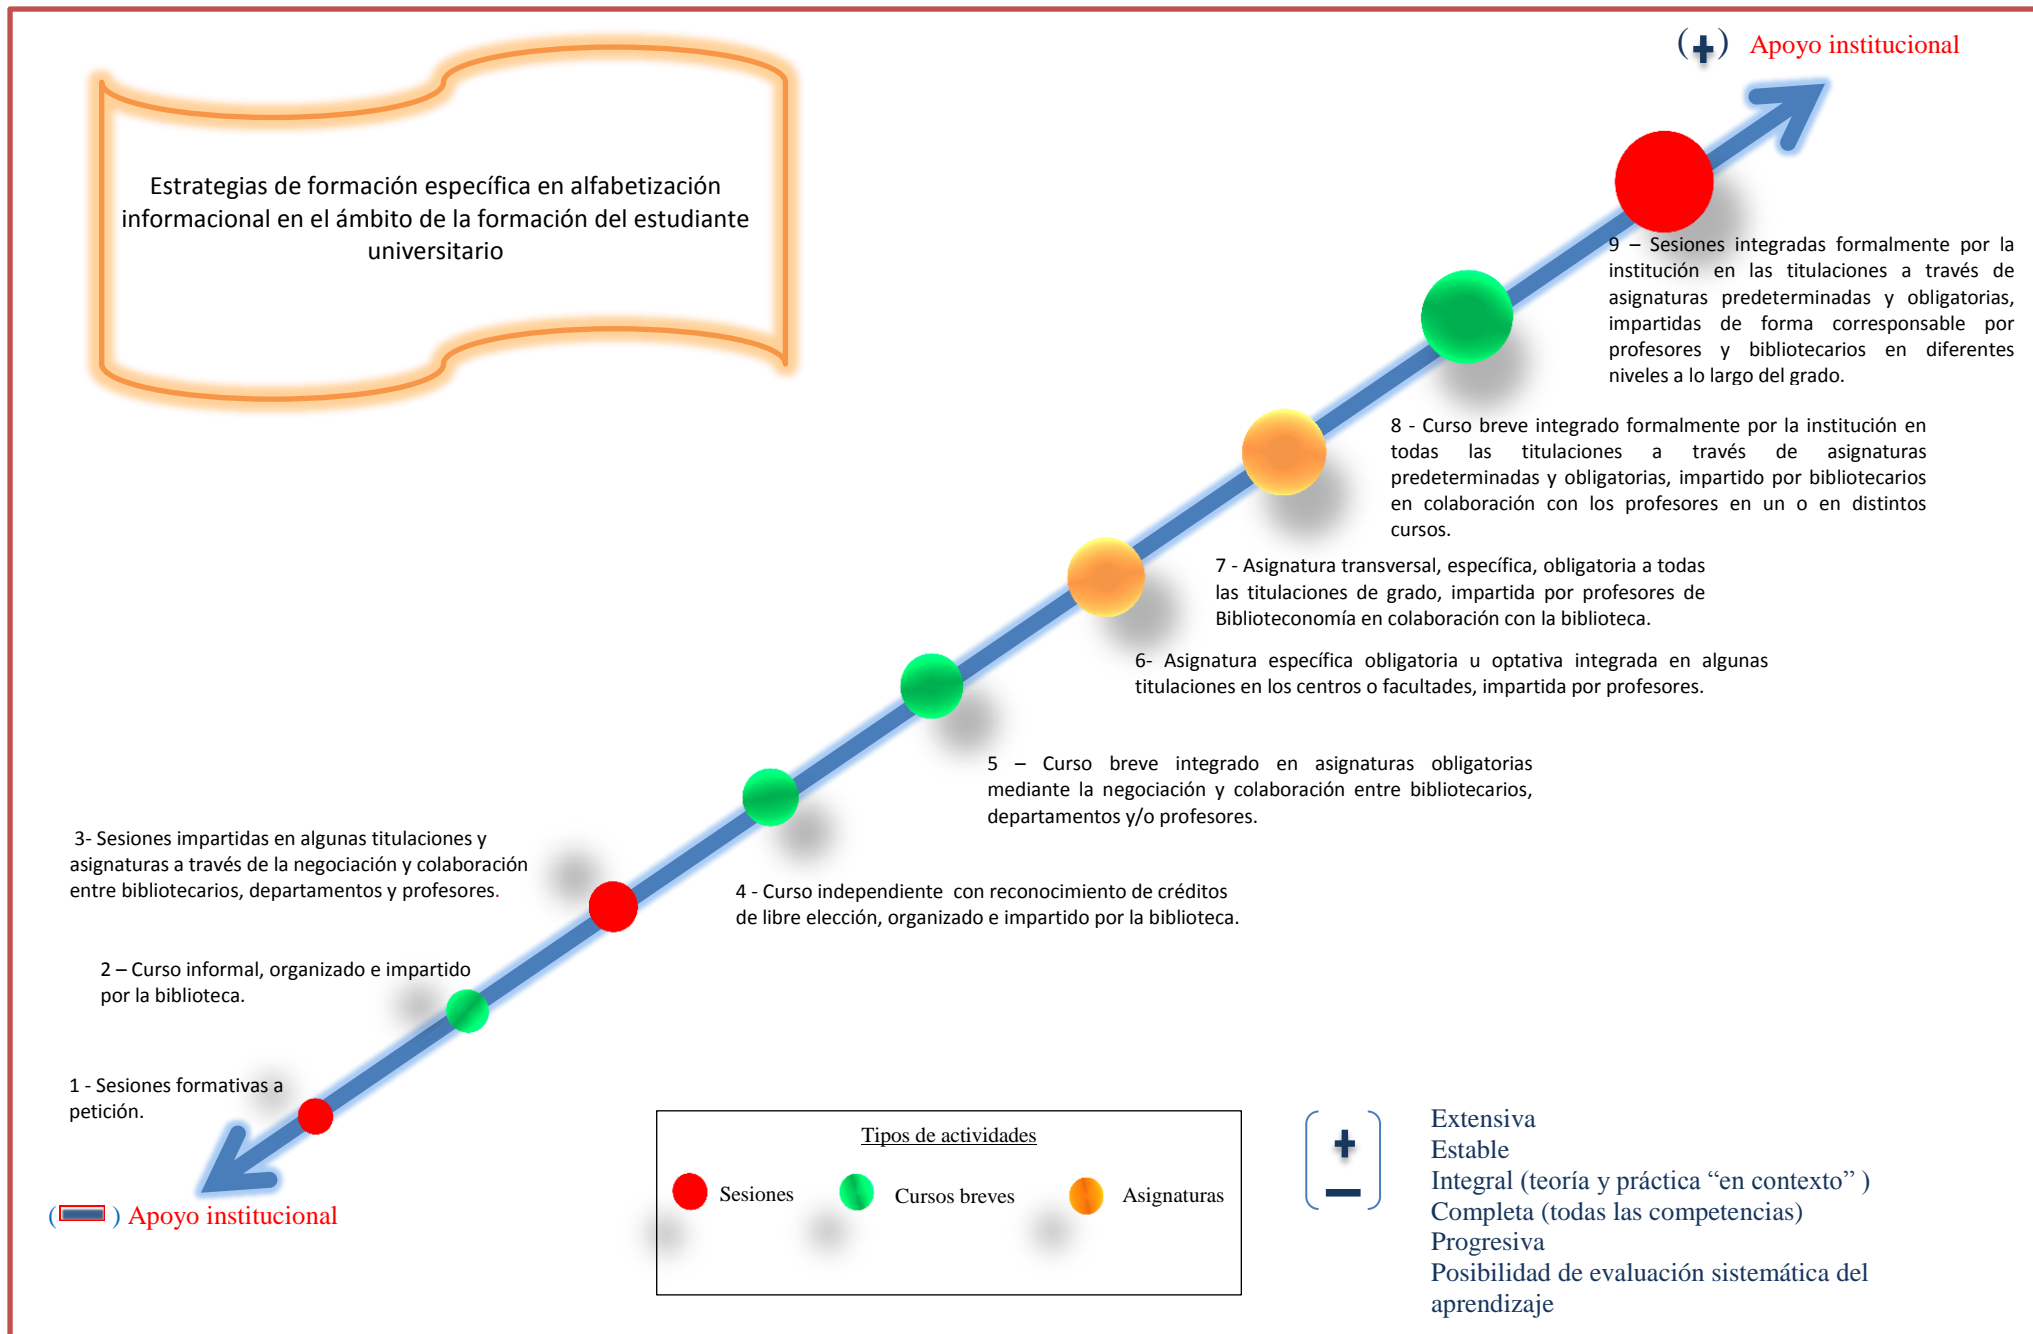 (+) Apoyo institucional
Estrategias de formación específica en alfabetización
informacional en el ámbito de la formación del estudiante
universitario
9 – Sesiones integradas formalmente por la
institución en las titulaciones a través de
asignaturas predeterminadas y obligatorias,
impartidas de forma corresponsable por
profesores y bibliotecarios en diferentes
niveles a lo largo del grado.
8 - Curso breve integrado formalmente por la institución en
todas las titulaciones a través de asignaturas
predeterminadas y obligatorias, impartido por bibliotecarios
en colaboración con los profesores en un o en distintos
cursos.
7 - Asignatura transversal, específica, obligatoria a todas
las titulaciones de grado, impartida por profesores de
Biblioteconomía en colaboración con la biblioteca.
6- Asignatura específica obligatoria u optativa integrada en algunas
titulaciones en los centros o facultades, impartida por profesores.
5 – Curso breve integrado en asignaturas obligatorias
mediante la negociación y colaboración entre bibliotecarios,
departamentos y/o profesores.
3- Sesiones impartidas en algunas titulaciones y
asignaturas a través de la negociación y colaboración
entre bibliotecarios, departamentos y profesores.
4 - Curso independiente con reconocimiento de créditos
de libre elección, organizado e impartido por la biblioteca.
2 – Curso informal, organizado e impartido
por la biblioteca.
1 - Sesiones formativas a
petición.
(–) Apoyo institucional
Tipos de actividades
Sesiones
Cursos breves
Asignaturas
+
–
Extensiva
Estable
Integral (teoría y práctica “en contexto” )
Completa (todas las competencias)
Progresiva
Posibilidad de evaluación sistemática del
aprendizaje